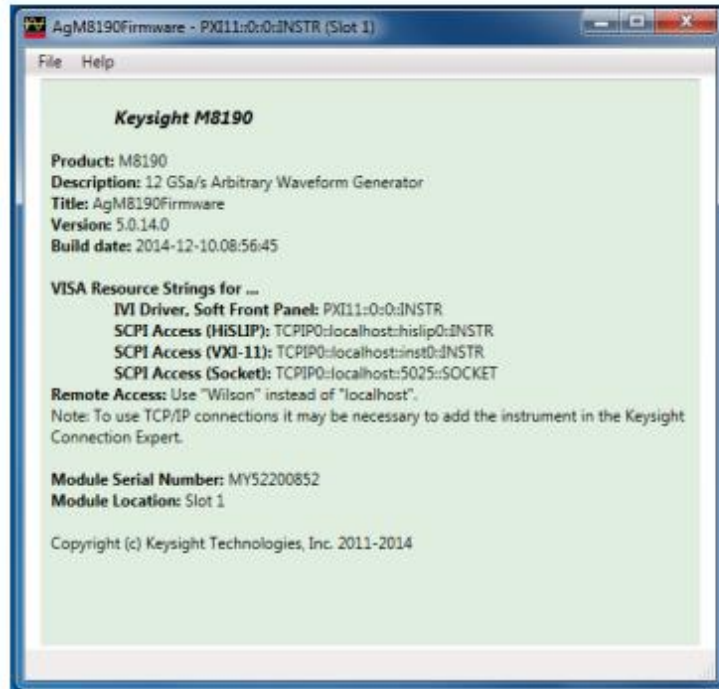 AgM8190Firmware - PXI11::0::0::INSTR (Slot 1)
File Help
Keysight M8190
Product: M8190
Description: 12 GSa/s Arbitrary Waveform Generator
Title: AgM8190Firmware
Version: 5.0.14.0
Build date: 2014-12-10.08:56:45
VISA Resource Strings for ...
IVI Driver, Soft Front Panel: PXI11::0::0::INSTR
SCPI Access (HiSLIP): TCPIP0::localhost::hislip0::INSTR
SCPI Access (VXI-11): TCPIP0::localhost::inst0::INSTR
SCPI Access (Socket): TCPIP0::localhost::5025::SOCKET
Remote Access: Use "Wilson" instead of "localhost".
Note: To use TCP/IP connections it may be necessary to add the instrument in the Keysight
Connection Expert.
Module Serial Number: MY52200852
Module Location: Slot 1
Copyright (c) Keysight Technologies, Inc. 2011-2014